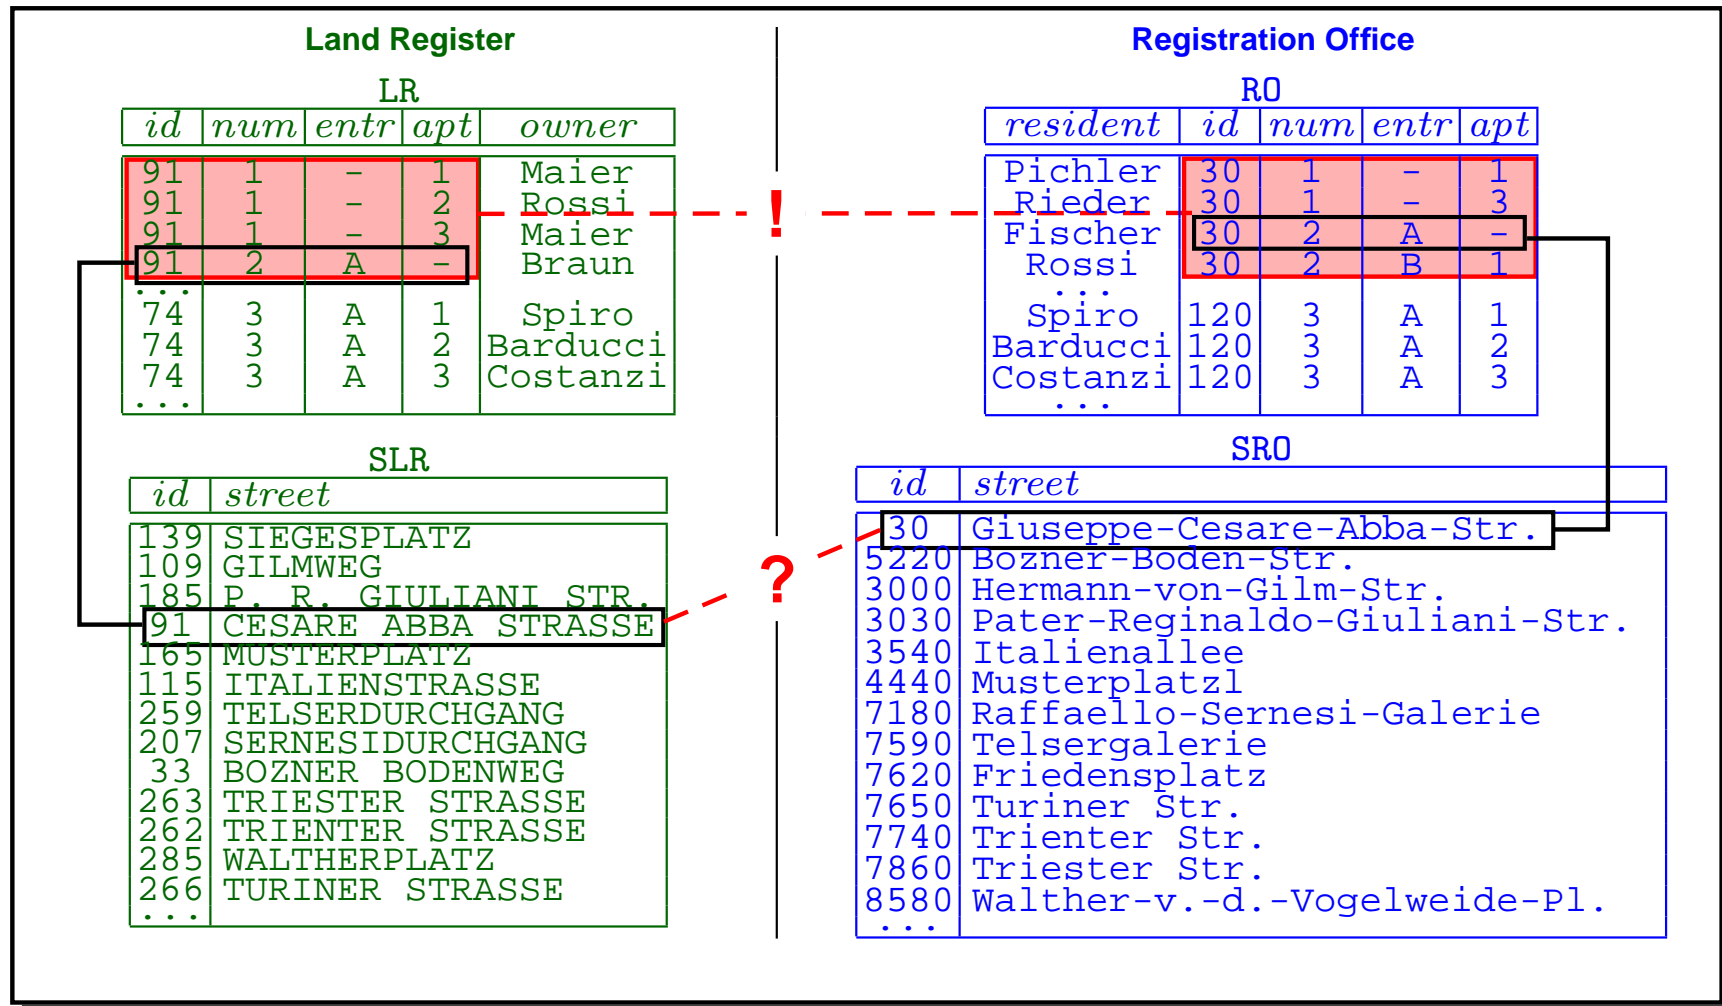 Land Register
LR
id num entr apt owner
91 1 - 1 Maier
91 1 - 2 Rossi
91 1 - 3 Maier
91 2 A - Braun
...
74 3 A 1 Spiro
74 3 A 2 Barducci
74 3 A 3 Costanzi
...
SLR
id street
139 SIEGESPLATZ
109 GILMWEG
185 P. R. GIULIANI STR.
91 CESARE ABBA STRASSE
165 MUSTERPLATZ
115 ITALIENSTRASSE
259 TELSERDURCHGANG
207 SERNESIDURCHGANG
33 BOZNER BODENWEG
263 TRIESTER STRASSE
262 TRIENTER STRASSE
285 WALTHERPLATZ
266 TURINER STRASSE
...
!
?
Registration Office
RO
resident id num entr apt
Pichler 30 1 - 1
Rieder 30 1 - 3
Fischer 30 2 A -
Rossi 30 2 B 1
...
Spiro 120 3 A 1
Barducci 120 3 A 2
Costanzi 120 3 A 3
...
SRO
id street
30 Giuseppe-Cesare-Abba-Str.
5220 Bozner-Boden-Str.
3000 Hermann-von-Gilm-Str.
3030 Pater-Reginaldo-Giuliani-Str.
3540 Italienallee
4440 Musterplatzl
7180 Raffaello-Sernesi-Galerie
7590 Telsergalerie
7620 Friedensplatz
7650 Turiner Str.
7740 Trienter Str.
7860 Triester Str.
8580 Walther-v.-d.-Vogelweide-Pl.
...